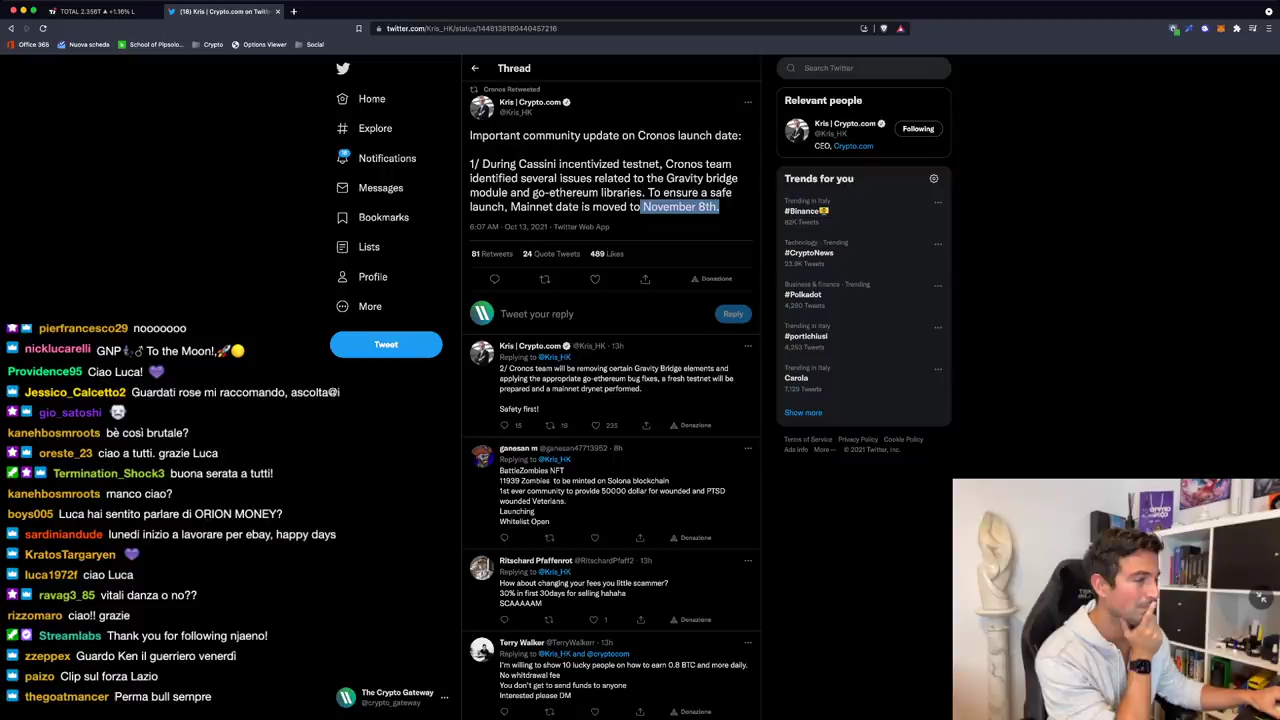 TOTAL 2.356T ▲ +1.16% L
(18) Kris | Crypto.com on Twitt
twitter.com/Kris_HK/status/1448138180440457216
Office 365
Nuova scheda
School of Pipsolo...
Crypto
Options Viewer
Social
Home
Explore
18
Notifications
Messages
Bookmarks
Lists
Profile
More
Tweet
The Crypto Gateway
@crypto_gateway
Thread
Cronos Retweeted
Kris | Crypto.com
@Kris_HK
Important community update on Cronos launch date:
1/ During Cassini incentivized testnet, Cronos team
identified several issues related to the Gravity bridge
module and go-ethereum libraries. To ensure a safe
launch, Mainnet date is moved to November 8th.
6:07 AM · Oct 13, 2021 · Twitter Web App
81 Retweets 24 Quote Tweets 489 Likes
Donazione
Tweet your reply
Reply
Kris | Crypto.com @Kris_HK · 13h
Replying to @Kris_HK
2/ Cronos team will be removing certain Gravity Bridge elements and
applying the appropriate go-ethereum bug fixes, a fresh testnet will be
prepared and a mainnet drynet performed.
Safety first!
15 19 235 Donazione
ganesan m @ganesan47713952 · 8h
Replying to @Kris_HK
BattleZombies NFT
11939 Zombies to be minted on Solona blockchain
1st ever community to provide 50000 dollar for wounded and PTSD
wounded Veterians.
Launching
Whitelist Open
Donazione
Ritschard Pfaffenrot @RitschardPfaff2 · 13h
Replying to @Kris_HK
How about changing your fees you little scammer?
30% in first 30days for selling hahaha
SCAAAAAM
1 Donazione
Terry Walker @TerryWalkerr · 13h
Replying to @Kris_HK and @cryptocom
I'm willing to show 10 lucky people on how to earn 0.8 BTC and more daily.
No whitdrawal fee
You don't get to send funds to anyone
Interested please DM
Donazione
Search Twitter
Relevant people
Kris | Crypto.com
@Kris_HK
Following
CEO, Crypto.com
Trends for you
Trending in Italy
#Binance
82K Tweets
Technology · Trending
#CryptoNews
23.9K Tweets
Business & finance · Trending
#Polkadot
4,290 Tweets
Trending in Italy
#portichiusi
4,253 Tweets
Trending in Italy
Carola
7,129 Tweets
Show more
Terms of Service Privacy Policy Cookie Policy
Ads info More ··· © 2021 Twitter, Inc.
pierfrancesco29 nooooooo
nicklucarelli GNP To the Moon!,
Providence95 Ciao Luca!
Jessico_Calcetto2 Guardati rose mi raccomando, ascolta@i
gio_satoshi
kanehbosmroots bè così brutale?
oreste_23 ciao a tutti. grazie Luca
Termination_Shock3 buona serata a tutti!
kanehbosmroots manco ciao?
boys005 Luca hai sentito parlare di ORION MONEY?
sardiniandude lunedi inizio a lavorare per ebay, happy days
KratosTargaryen
luca1972f ciao Luca
ravag3_85 vitali danza o no??
rizzomaro ciao!! grazie
Streamlabs Thank you for following njaeno!
zzeppex Guardo Ken il guerriero venerdì
paizo Clip sul forza Lazio
thegoatmancer Perma bull sempre